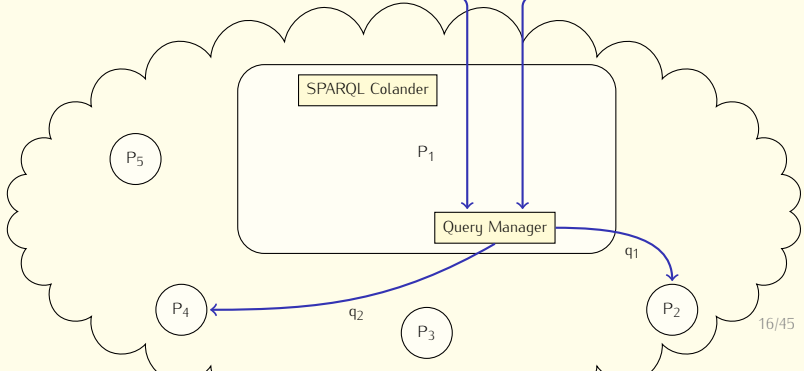 SPARQL Colander
P1
P5
Query Manager
q1
P4
q2
P2
P3
16/45